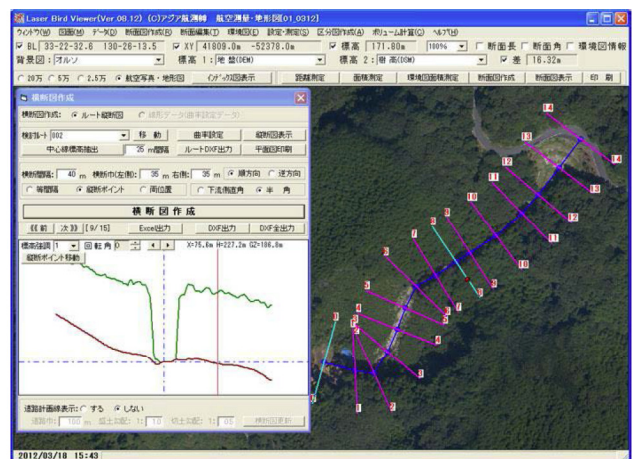 Laser Bird Viewer(Ver.08.12) (C)アジア航測㈱ 航空測量・地形図[01_0312]
ウィンドウ(W) 図面(M) データ(D) 断面図作成(R) 断面編集(T) 環境図(E) 設定・測定(S) 区分図作成(A) ボリューム計算(C) ヘルプ(H)
BL 33-22-32.6 130-26-13.5 XY 41809.0m -52378.0m 標高 171.80m 100% 断面長 断面角 環境図情報
背景図: オルソ 標高 1: 地盤(DEM) 標高 2: 樹高(DSM) 差 16.32m
20万 5万 2.5万 航空写真・地形図 インデックス図表示 距離測定 面積測定 環境図面積測定 断面図作成 断面図表示 印 刷
横断図作成
横断図作成: ルート縦断図 線形データ(曲率設定データ)
検討ルート 002 移 動 曲率設定 縦断図表示
中心線標高抽出 25 m間隔 ルートDXF出力 平面図印刷
横断間隔: 40 m 横断巾(左側): 35 m 右側: 35 m 順方向 逆方向
等間隔 縦断ポイント 両位置 下流側直角 半 角
横 断 図 作 成
《前 次》 [9/15] Excel出力 DXF出力 DXF全出力
標高強調 1 回転角 0 X=75.6m H=227.2m GZ=186.8m
縦断ポイント移動
道路計画線表示: する しない
道路巾: 100 m 盛土勾配: 1: 10 切土勾配: 1: 05 横断図更新
14
13
14
12
13
11
12
10
11
9
10
8
9
7
8
6
7
5
6
4
5
3
4
2
3
1
2
1
0
2012/03/18 15:43